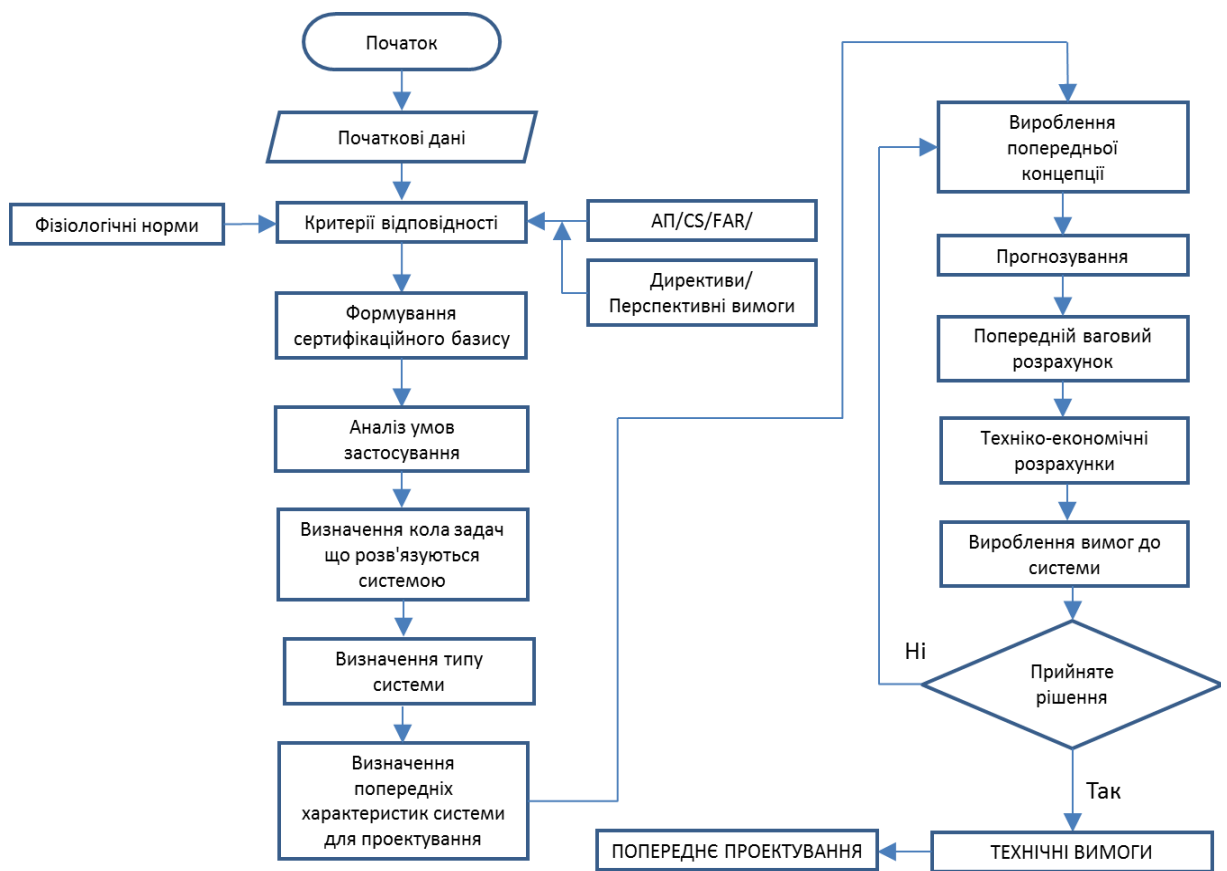 Початок
Початкові дані
Фізіологічні норми
Критерії відповідності
АП/CS/FAR/
Директиви/
Перспективні вимоги
Формування
сертифікаційного базису
Аналіз умов
застосування
Визначення кола задач
що розв'язуються
системою
Визначення типу
системи
Визначення
попередніх
характеристик системи
для проектування
Вироблення
попередньої
концепції
Прогнозування
Попередній ваговий
розрахунок
Техніко-економічні
розрахунки
Вироблення вимог до
системи
Ні
Прийняте
рішення
Так
ТЕХНІЧНІ ВИМОГИ
ПОПЕРЕДНЄ ПРОЕКТУВАННЯ